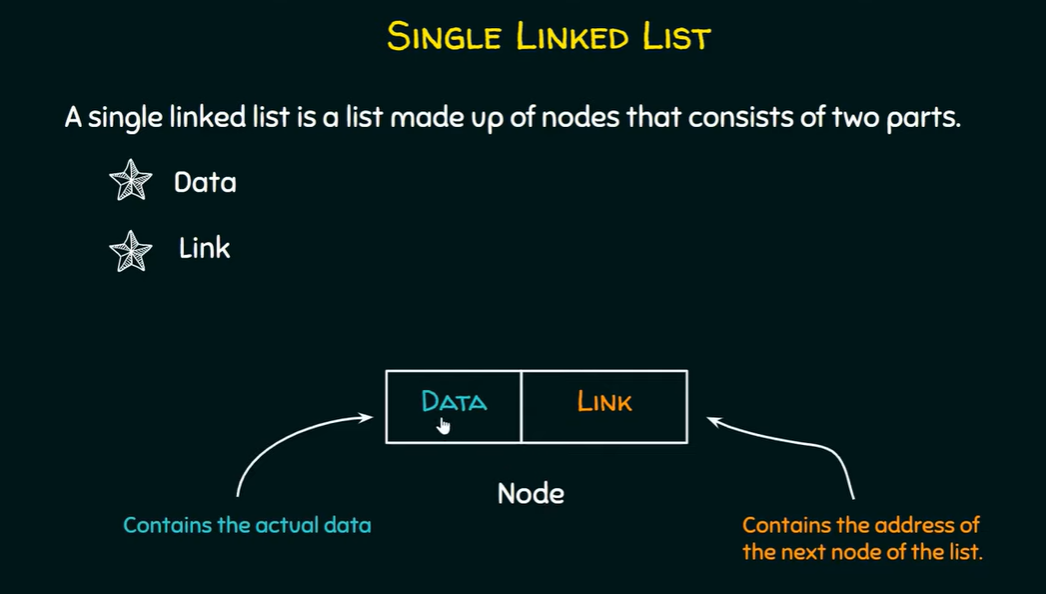 SINGLE LINKED LIST
A single linked list is a list made up of nodes that consists of two parts.
Data
Link
DATA
LINK
Node
Contains the actual data
Contains the address of
the next node of the list.